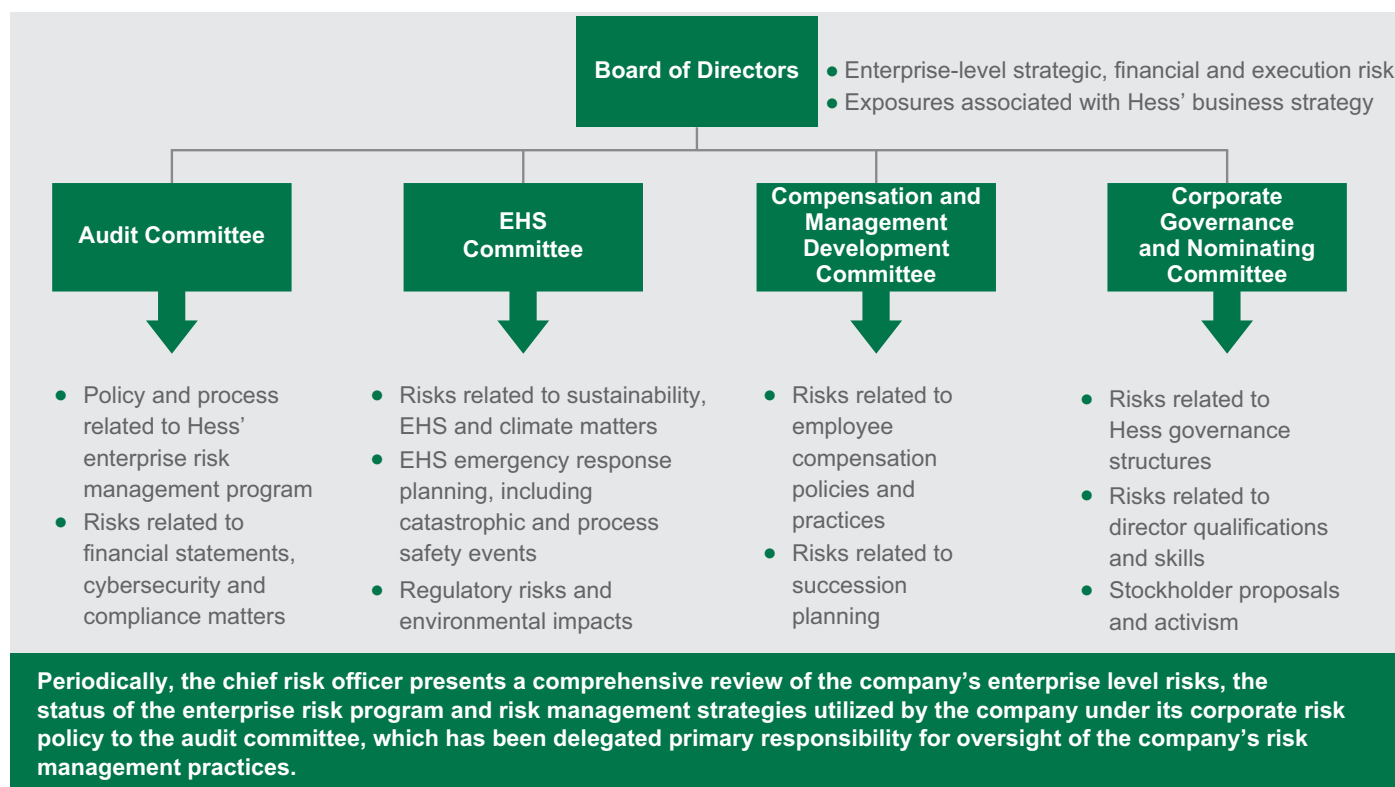 Board of Directors
● Enterprise-level strategic, financial and execution risk
● Exposures associated with Hess’ business strategy
Audit Committee
EHS
Committee
Compensation and
Management
Development
Committee
Corporate
Governance
and Nominating
Committee
● Policy and process
related to Hess’
enterprise risk
management program
● Risks related to
financial statements,
cybersecurity and
compliance matters
● Risks related to sustainability,
EHS and climate matters
● EHS emergency response
planning, including
catastrophic and process
safety events
● Regulatory risks and
environmental impacts
● Risks related to
employee
compensation
policies and
practices
● Risks related to
succession
planning
● Risks related to
Hess governance
structures
● Risks related to
director qualifications
and skills
● Stockholder proposals
and activism
Periodically, the chief risk officer presents a comprehensive review of the company’s enterprise level risks, the
status of the enterprise risk program and risk management strategies utilized by the company under its corporate risk
policy to the audit committee, which has been delegated primary responsibility for oversight of the company’s risk
management practices.